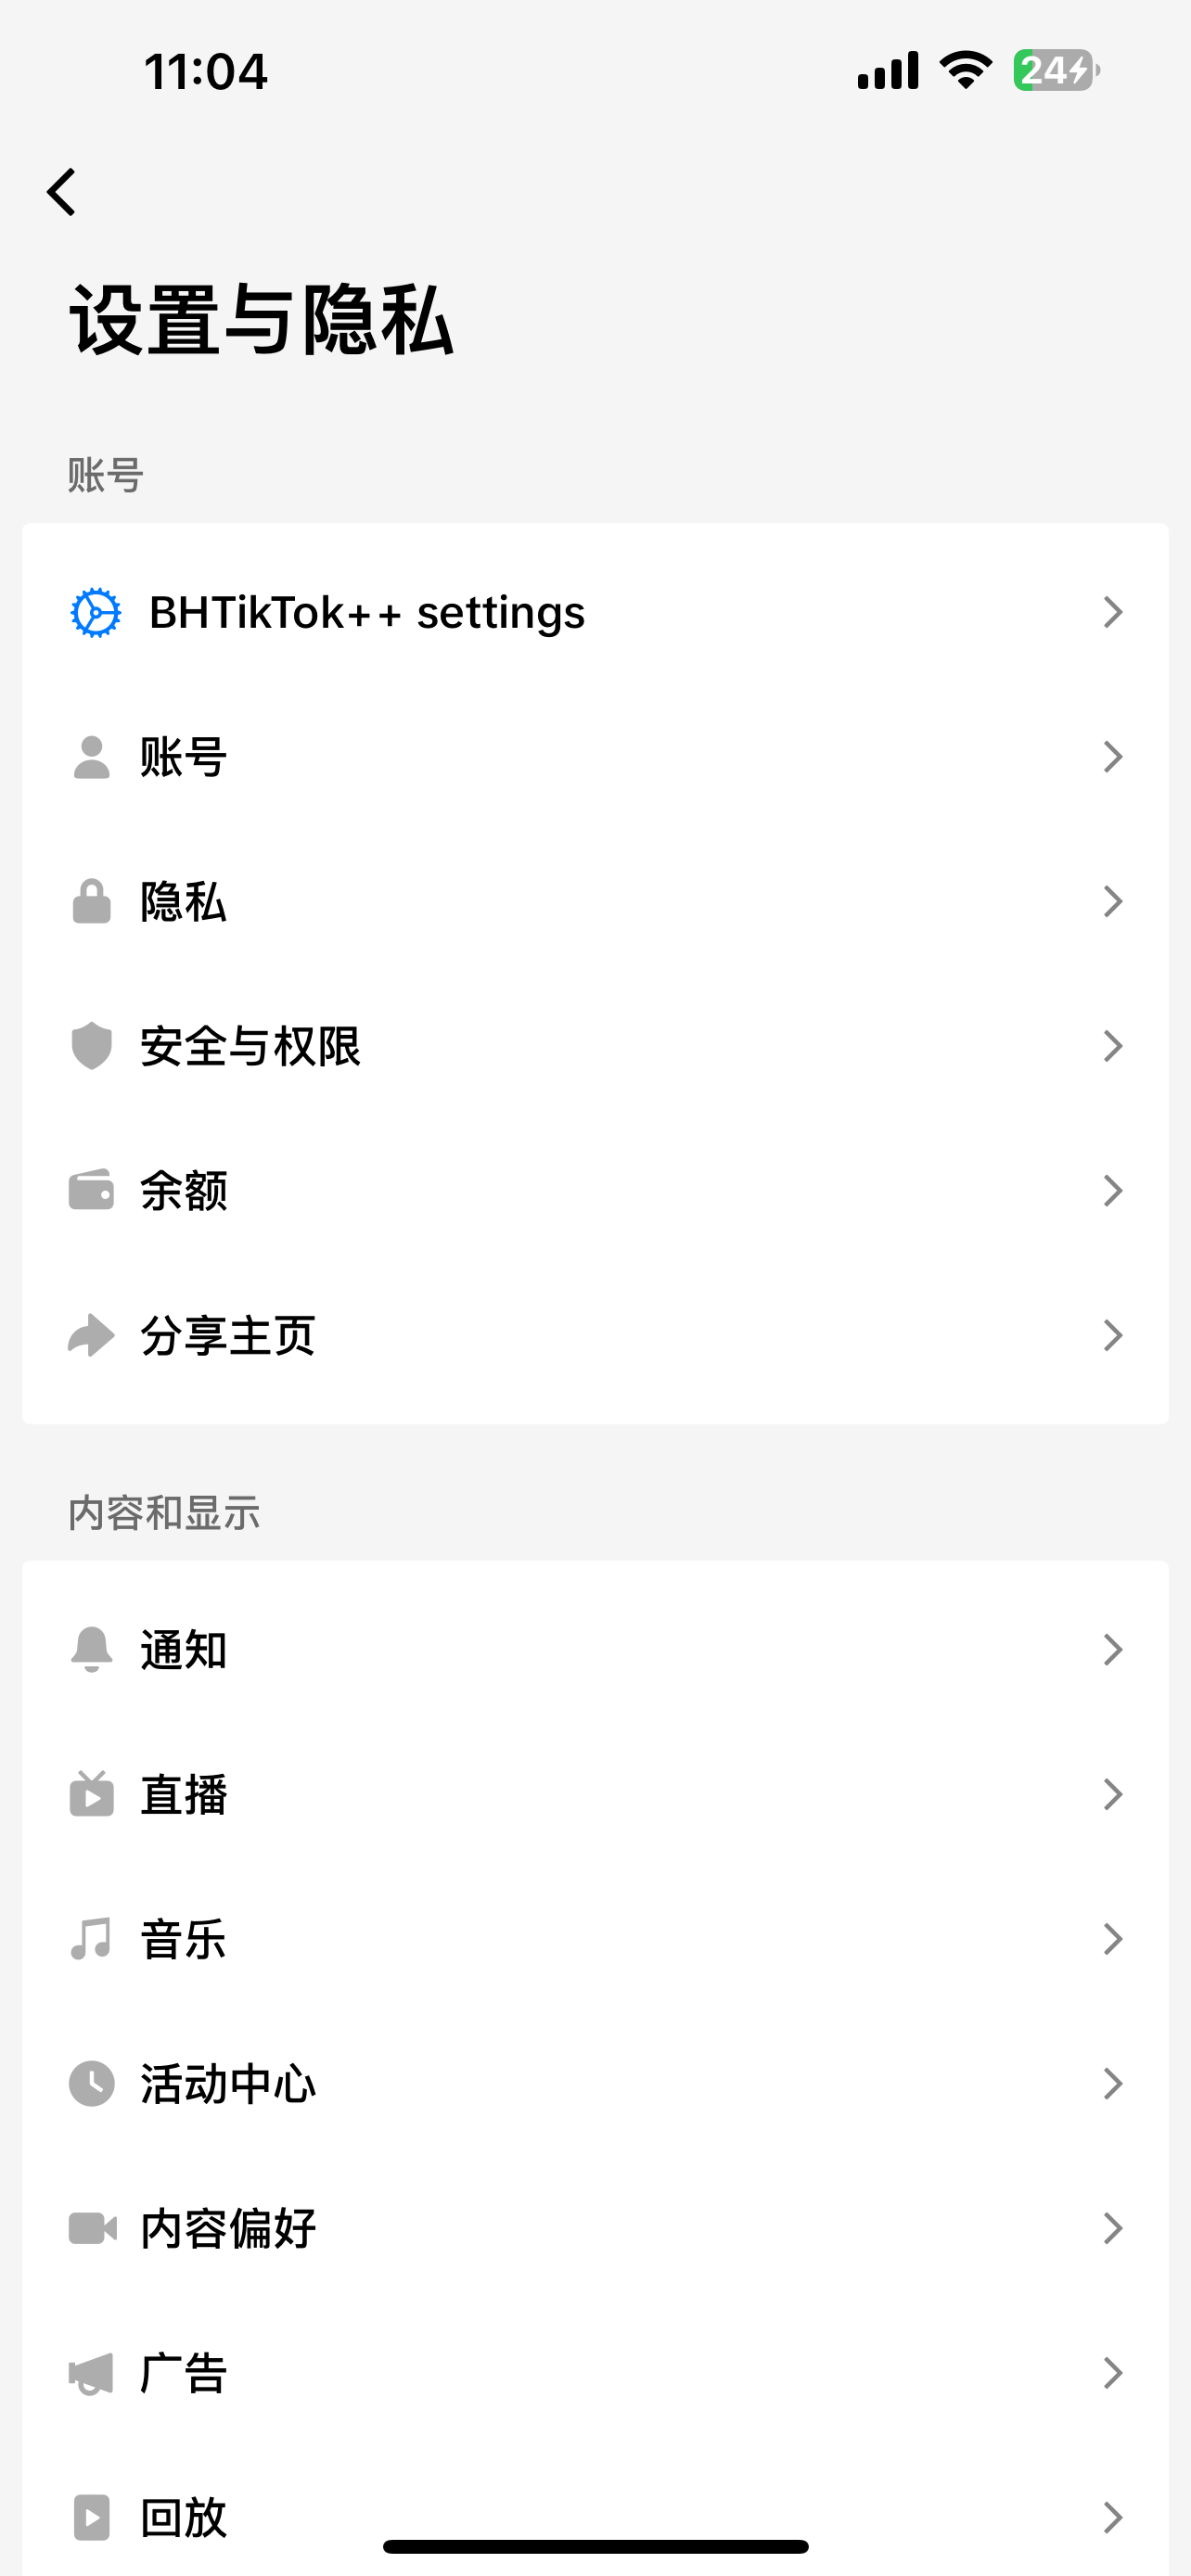 11:04
24
设置与隐私
账号
BHTikTok++ settings
账号
隐私
安全与权限
余额
分享主页
内容和显示
通知
直播
音乐
活动中心
内容偏好
广告
回放